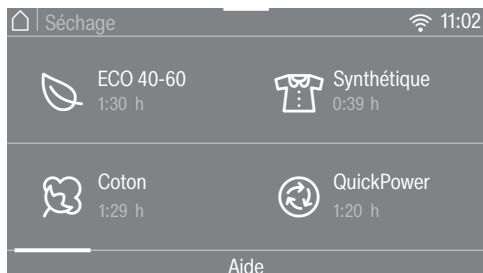 Séchage 11:02
ECO 40-60
1:30 h
Synthétique
0:39 h
Coton
1:29 h
QuickPower
1:20 h
Aide